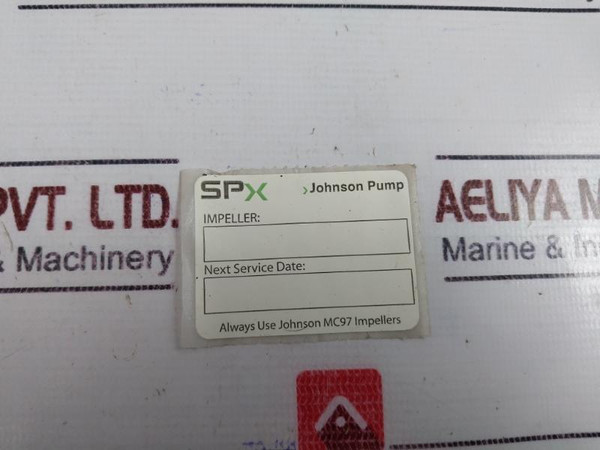 PVT. LTD.
& Machinery
SPX
Johnson Pump
IMPELLER:
Next Service Date:
Always Use Johnson MC97 Impellers
AELIYA M
Marine & In